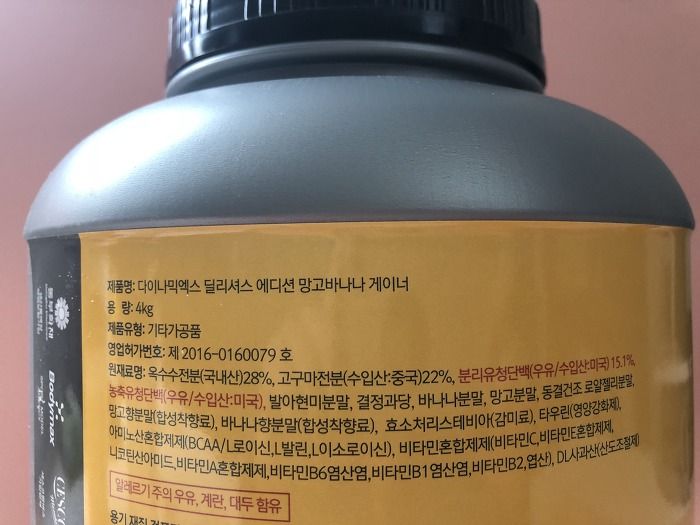 제품명: 다이나믹엑스 딜리셔스 에디션 망고바나나 게이너
용 량: 4kg
제품유형: 기타가공품
영업허가번호: 제 2016-0160079 호
원재료명: 옥수수전분(국내산)28%, 고구마전분(수입산:중국)22%, 분리유청단백(우유/수입산:미국) 15.1%,
농축유청단백(우유/수입산:미국), 발아현미분말, 결정과당, 바나나분말, 망고분말, 동결건조 로얄젤리분말,
망고향분말(합성착향료), 바나나향분말(합성착향료), 효소처리스테비아(감미료), 타우린(영양강화제),
아미노산혼합제제(BCAA/L로이신,L발린,L이소로이신), 비타민혼합제제(비타민C,비타민E혼합제제,
니코틴산아미드,비타민A혼합제제,비타민B6염산염,비타민B1염산염,비타민B2,엽산), DL사과산(산도조절제)
알레르기 주의 우유, 계란, 대두 함유
용기 재질
Bodymax
CESCO